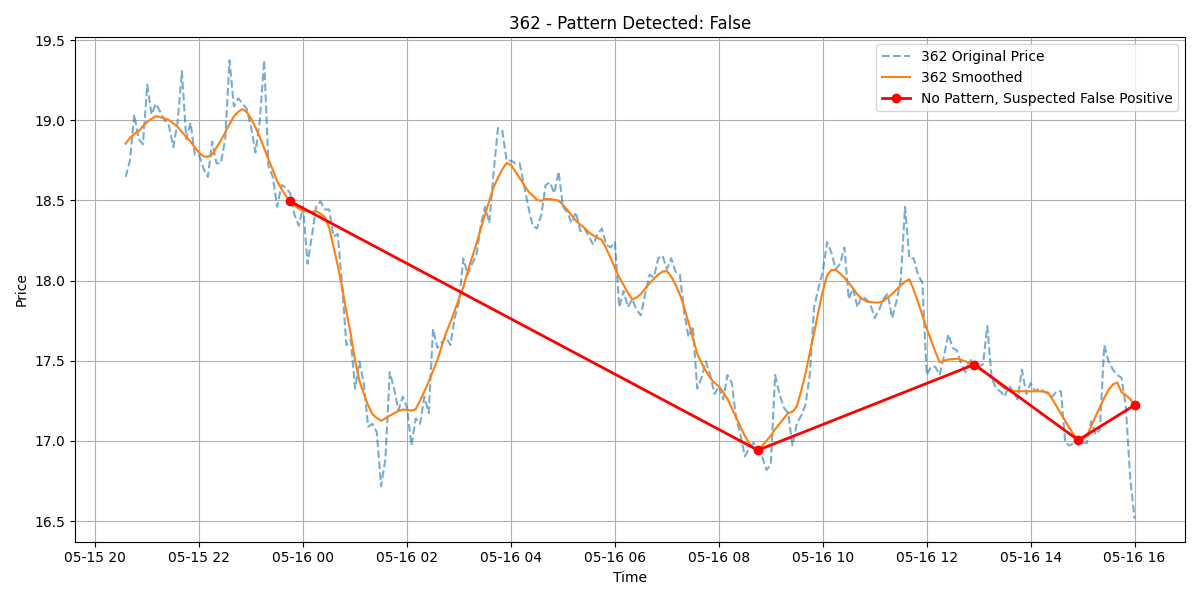 362 - Pattern Detected: False
362 Original Price
362 Smoothed
No Pattern, Suspected False Positive
Price
19.5
19.0
18.5
18.0
17.5
17.0
16.5
05-15 20 05-15 22 05-16 00 05-16 02 05-16 04 05-16 06 05-16 08 05-16 10 05-16 12 05-16 14 05-16 16
Time